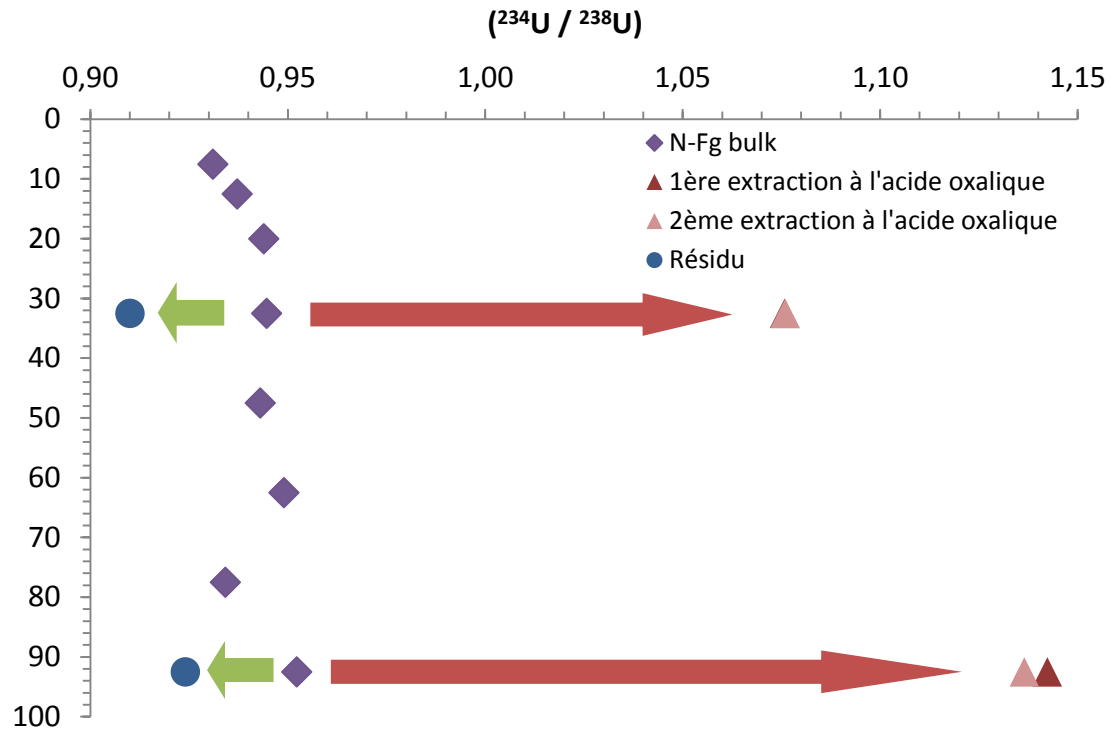 (²³⁴U / ²³⁸U)
0,90 0,95 1,00 1,05 1,10 1,15
0
10
20
30
40
50
60
70
80
90
100
N-Fg bulk
1ère extraction à l'acide oxalique
2ème extraction à l'acide oxalique
Résidu